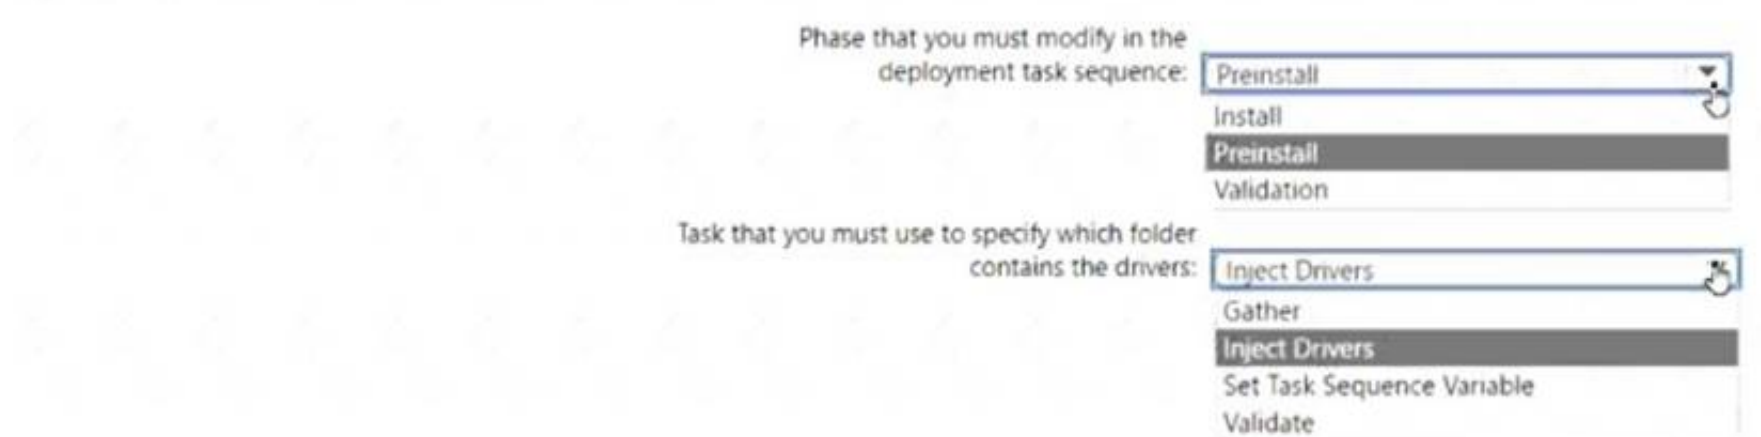 Phase that you must modify in the
deployment task sequence:
Preinstall
Install
Preinstall
Validation
Task that you must use to specify which folder
contains the drivers:
Inject Drivers
Gather
Inject Drivers
Set Task Sequence Variable
Validate